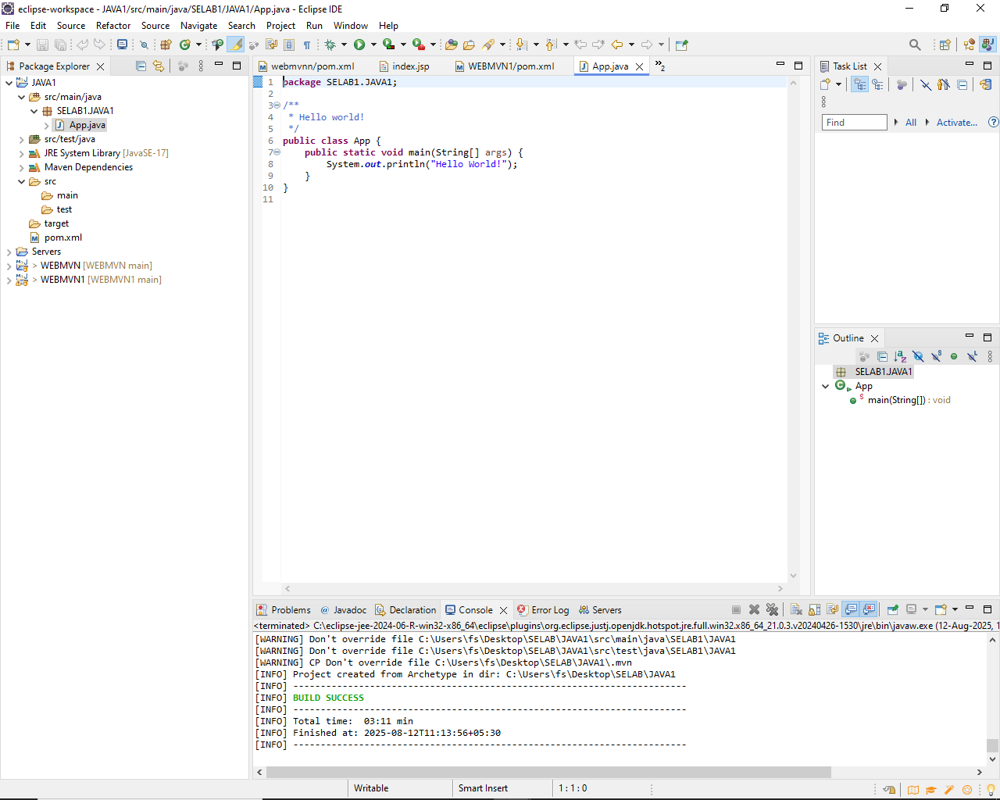 eclipse-workspace - JAVA1/src/main/java/SELAB1/JAVA1/App.java - Eclipse IDE
File Edit Source Refactor Source Navigate Search Project Run Window Help
Package Explorer
JAVA1
src/main/java
SELAB1.JAVA1
App.java
src/test/java
JRE System Library [JavaSE-17]
Maven Dependencies
src
main
test
target
pom.xml
Servers
> WEBMVN [WEBMVN main]
> WEBMVN1 [WEBMVN1 main]
webmvnn/pom.xml index.jsp WEBMVN1/pom.xml App.java »2
1 package SELAB1.JAVA1;
2
3 /**
4 * Hello world!
5 */
6 public class App {
7 public static void main(String[] args) {
8 System.out.println("Hello World!");
9 }
10 }
11
Task List
Find All Activate...
Outline
SELAB1.JAVA1
App
main(String[]) : void
Problems @ Javadoc Declaration Console Error Log Servers
<terminated> C:\eclipse-jee-2024-06-R-win32-x86_64\eclipse\plugins\org.eclipse.justj.openjdk.hotspot.jre.full.win32.x86_64_21.0.3.v20240426-1530\jre\bin\javaw.exe (12-Aug-2025, 1
[WARNING] Don't override file C:\Users\fs\Desktop\SELAB\JAVA1\src\main\java\SELAB1\JAVA1
[WARNING] Don't override file C:\Users\fs\Desktop\SELAB\JAVA1\src\test\java\SELAB1\JAVA1
[WARNING] CP Don't override file C:\Users\fs\Desktop\SELAB\JAVA1\.mvn
[INFO] Project created from Archetype in dir: C:\Users\fs\Desktop\SELAB\JAVA1
[INFO] ------------------------------------------------------------------------
[INFO] BUILD SUCCESS
[INFO] ------------------------------------------------------------------------
[INFO] Total time:  03:11 min
[INFO] Finished at: 2025-08-12T11:13:56+05:30
[INFO] ------------------------------------------------------------------------
Writable Smart Insert 1 : 1 : 0